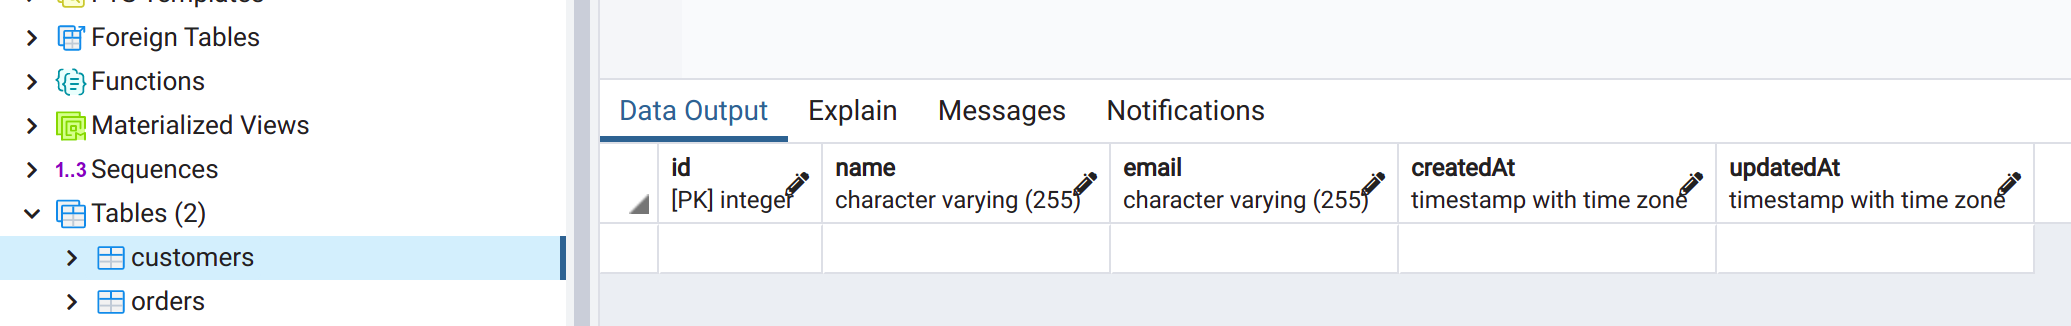 Templates
Foreign Tables
Functions
Materialized Views
1..3 Sequences
Tables (2)
customers
orders
Data Output Explain Messages Notifications
id name email createdAt updatedAt
[PK] integer character varying (255) character varying (255) timestamp with time zone timestamp with time zone